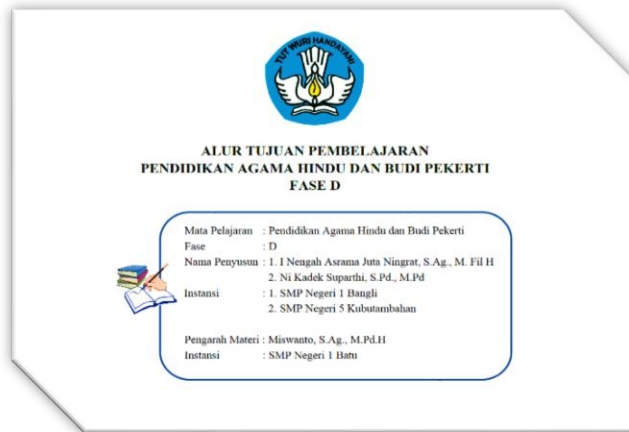 TUT WURI HANDAYANI
ALUR TUJUAN PEMBELAJARAN
PENDIDIKAN AGAMA HINDU DAN BUDI PEKERTI
FASE D
Mata Pelajaran : Pendidikan Agama Hindu dan Budi Pekerti
Fase : D
Nama Penyusun : 1. I Nengah Asrama Juta Ningrat, S.Ag., M. Fil H
2. Ni Kadek Suparthi, S.Pd., M.Pd
Instansi : 1. SMP Negeri 1 Bangli
2. SMP Negeri 5 Kubutambahan
Pengarah Materi : Miswanto, S.Ag., M.Pd.H
Instansi : SMP Negeri 1 Batu